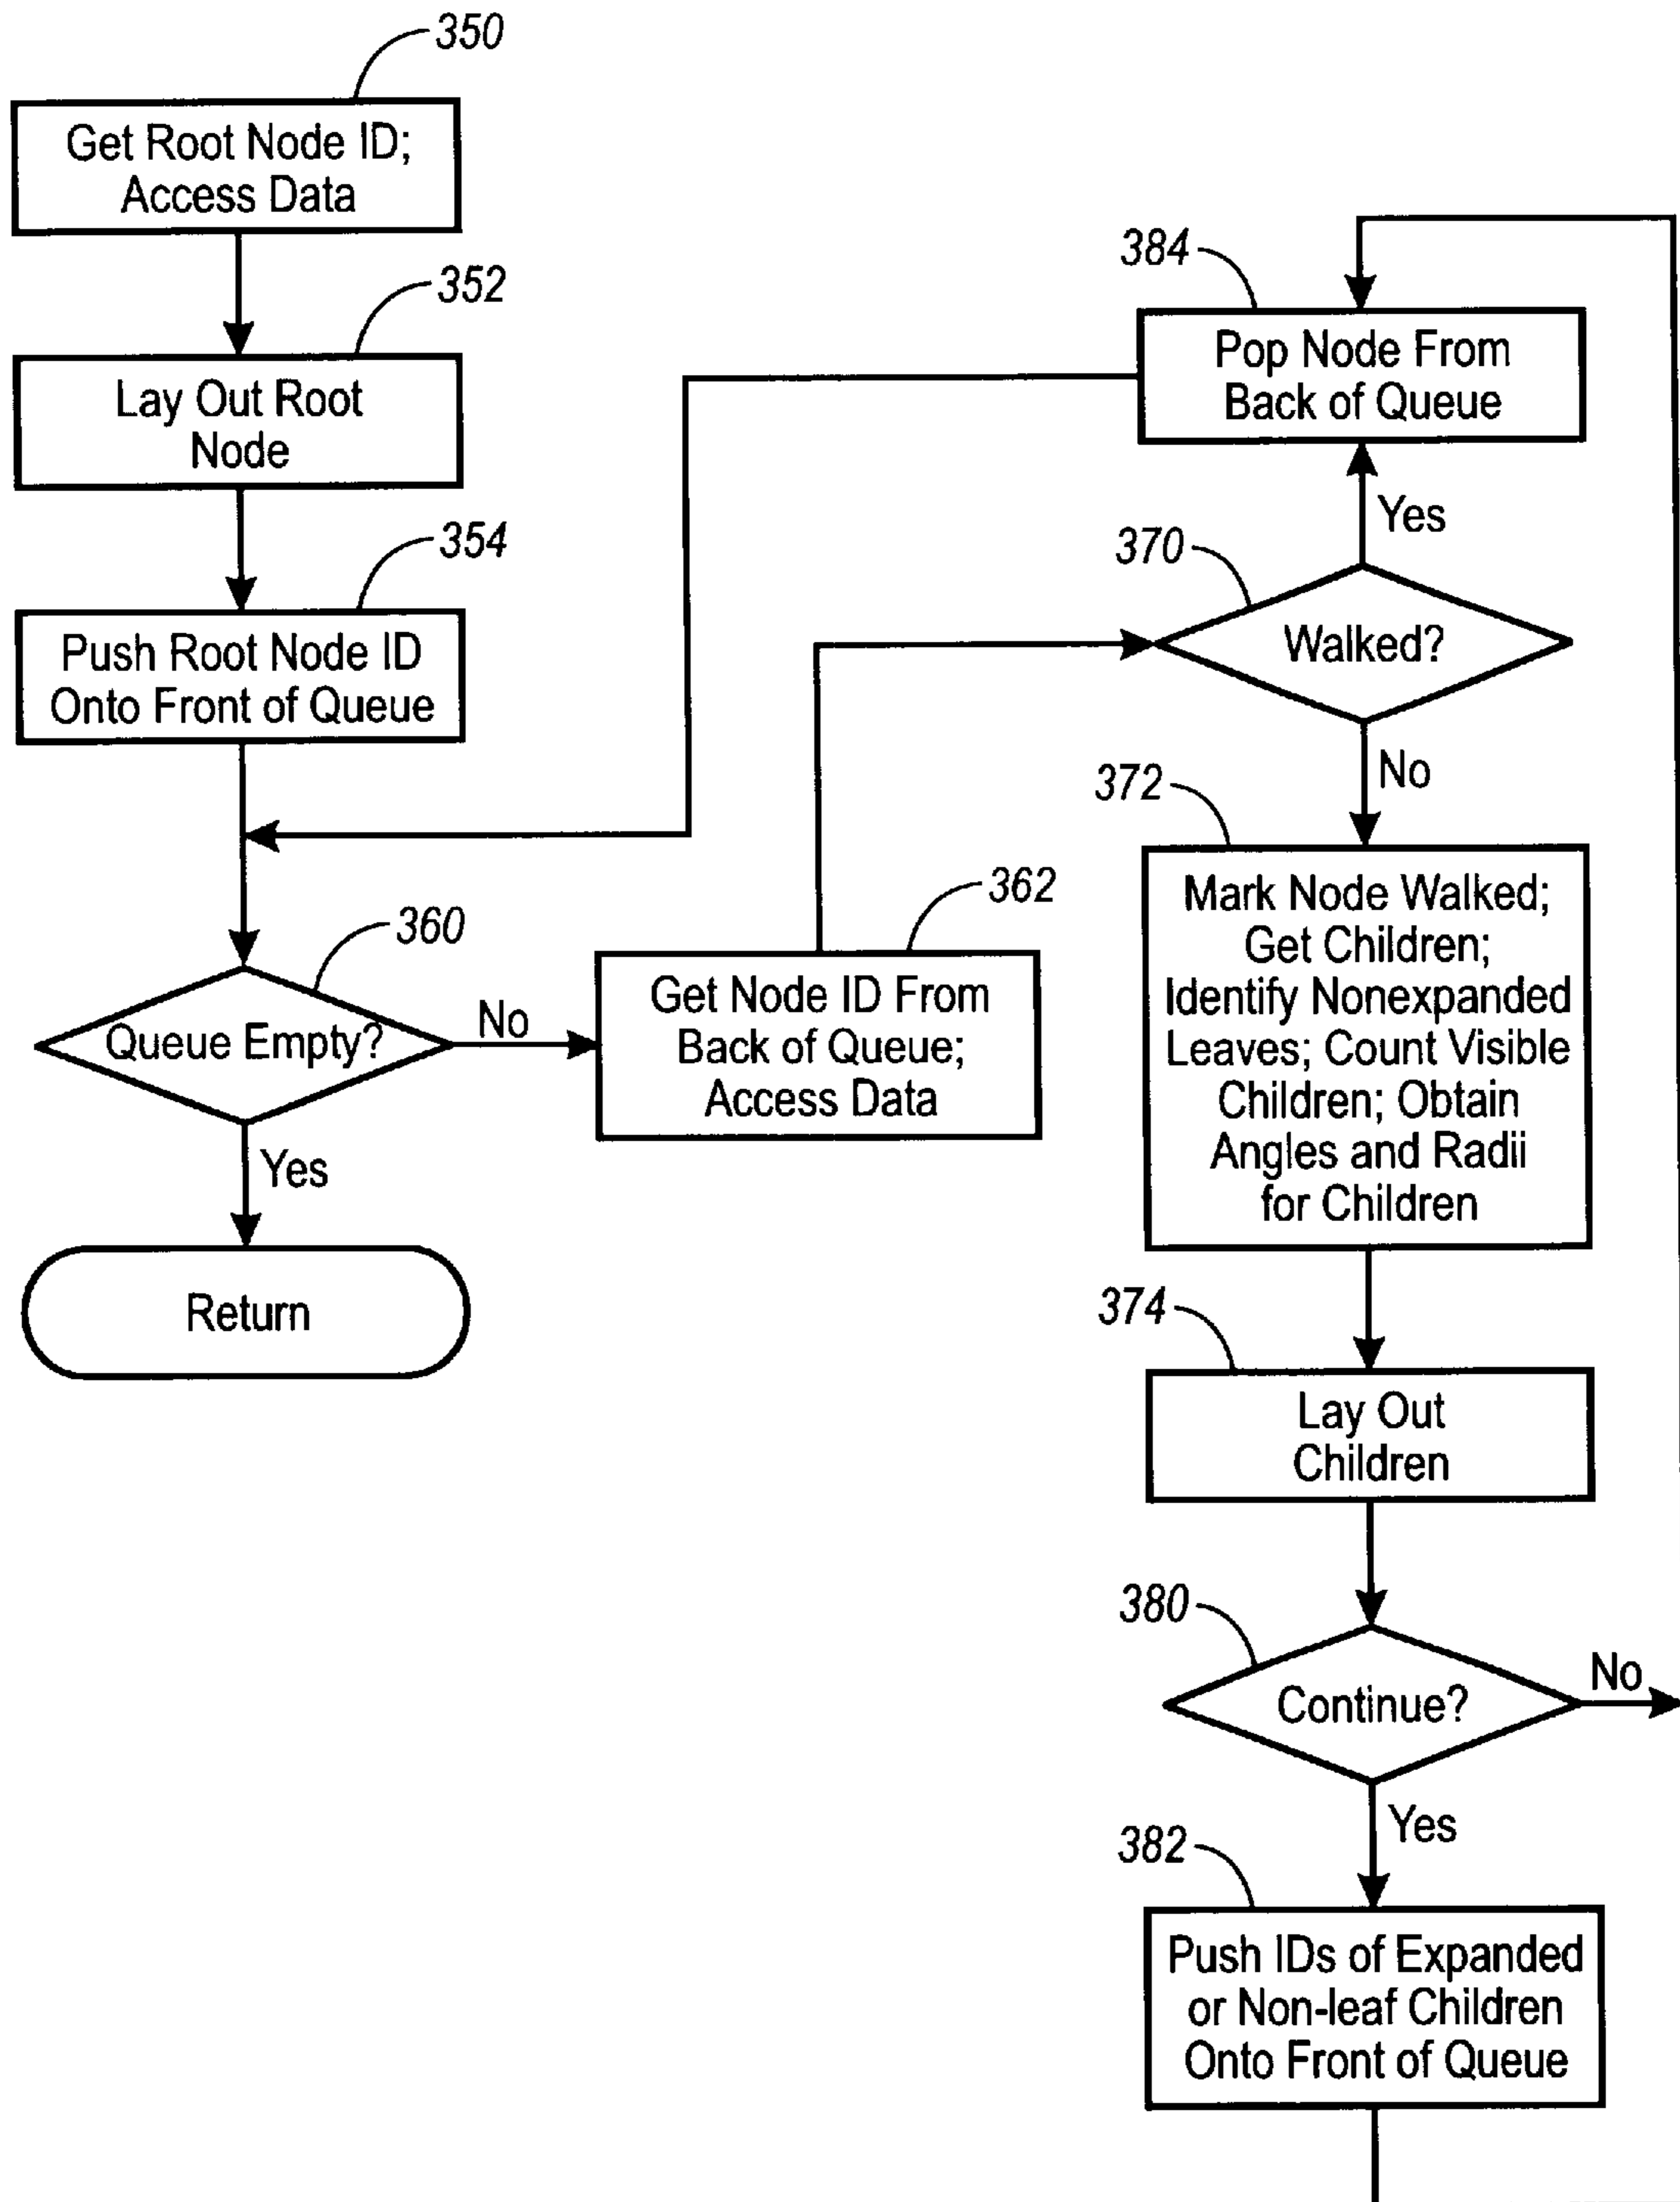 350
Get Root Node ID;
Access Data
352
Lay Out Root
Node
354
Push Root Node ID
Onto Front of Queue
360
Queue Empty?
No
Yes
Return
362
Get Node ID From
Back of Queue;
Access Data
384
Pop Node From
Back of Queue
Yes
370
Walked?
No
372
Mark Node Walked;
Get Children;
Identify Nonexpanded
Leaves; Count Visible
Children; Obtain
Angles and Radii
for Children
374
Lay Out
Children
380
Continue?
No
Yes
382
Push IDs of Expanded
or Non-leaf Children
Onto Front of Queue